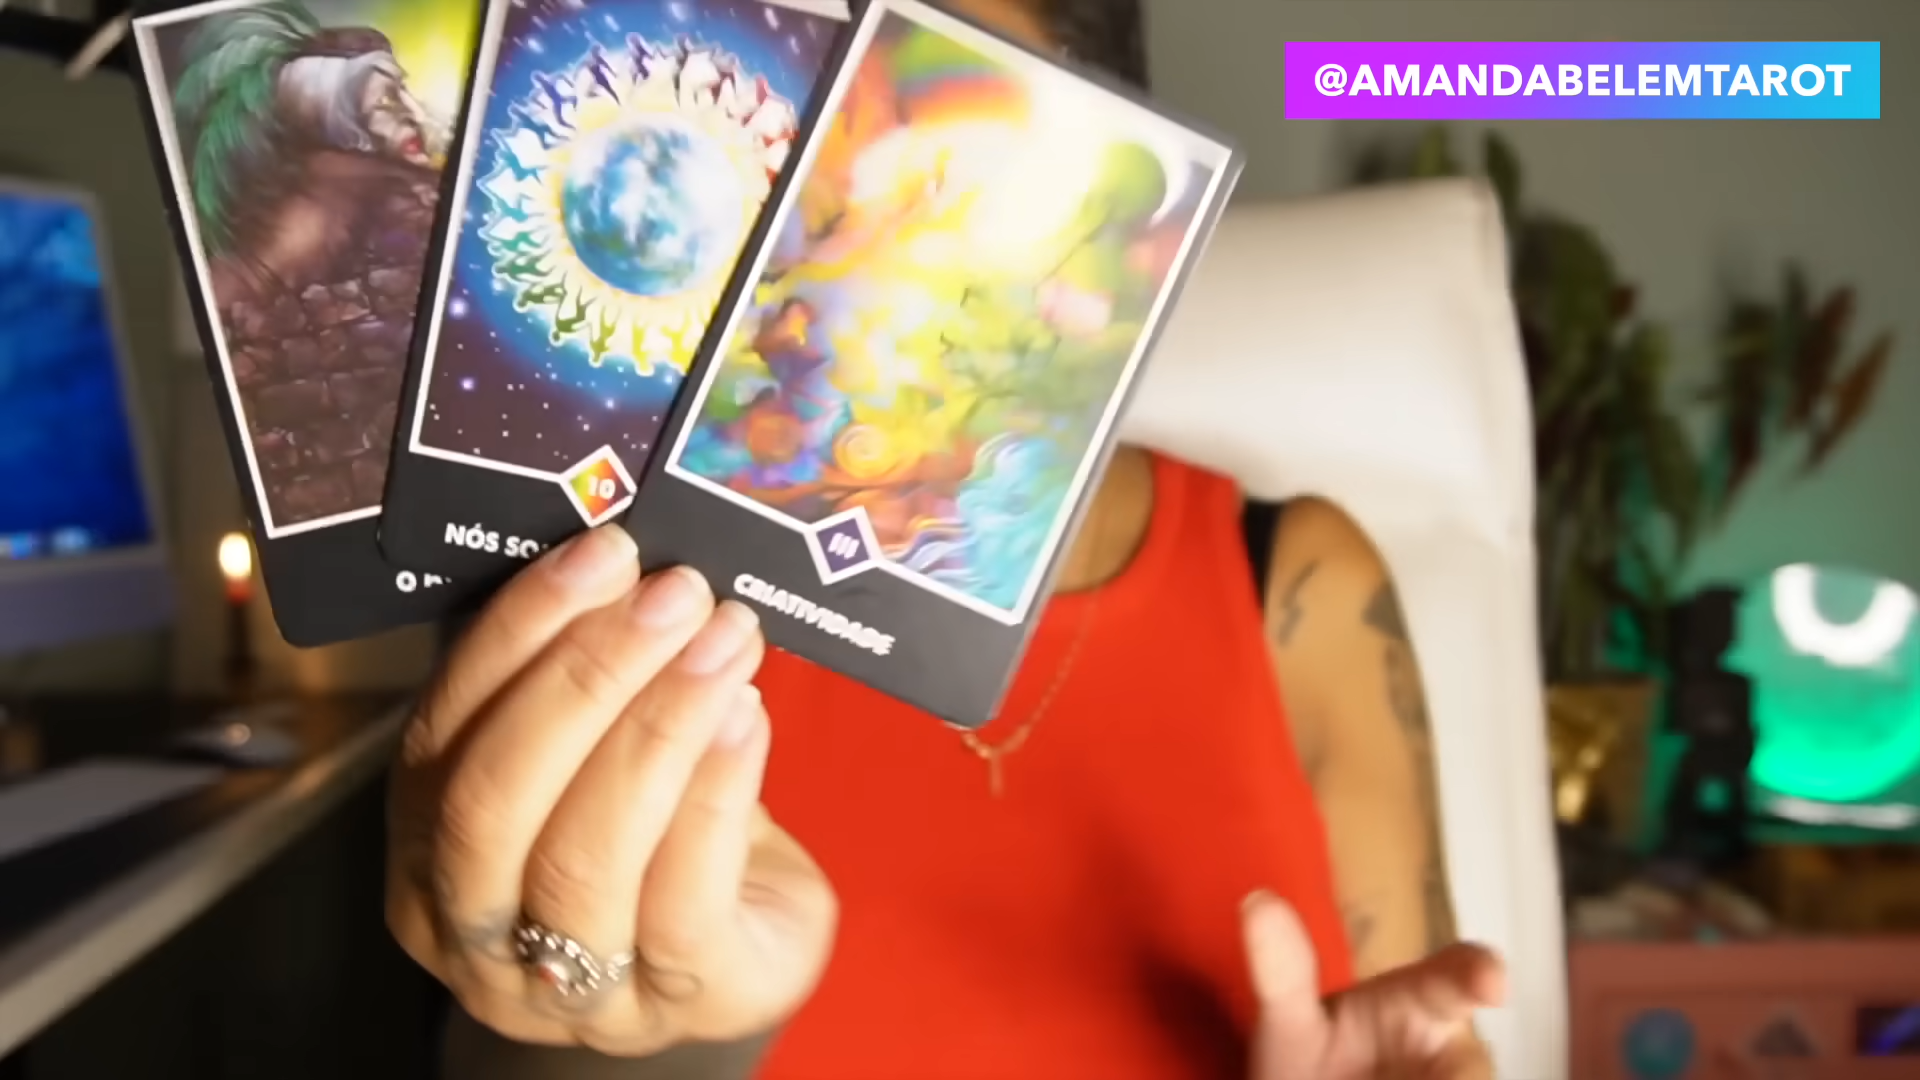 @AMANDABELEMTAROT
10
NÓS SO
III
CRIATIVIDADE
O